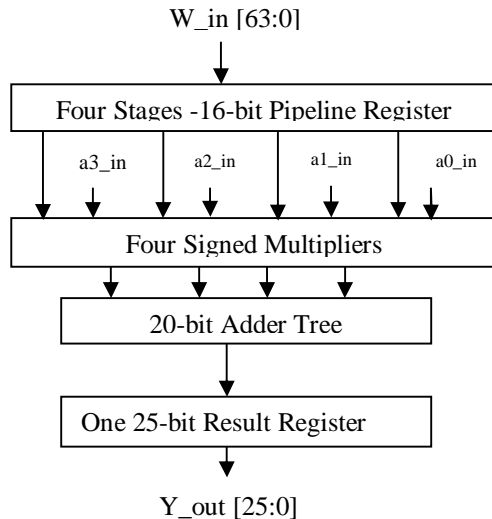 W_in [63:0]
Four Stages -16-bit Pipeline Register
a3_in a2_in a1_in a0_in
Four Signed Multipliers
20-bit Adder Tree
One 25-bit Result Register
Y_out [25:0]